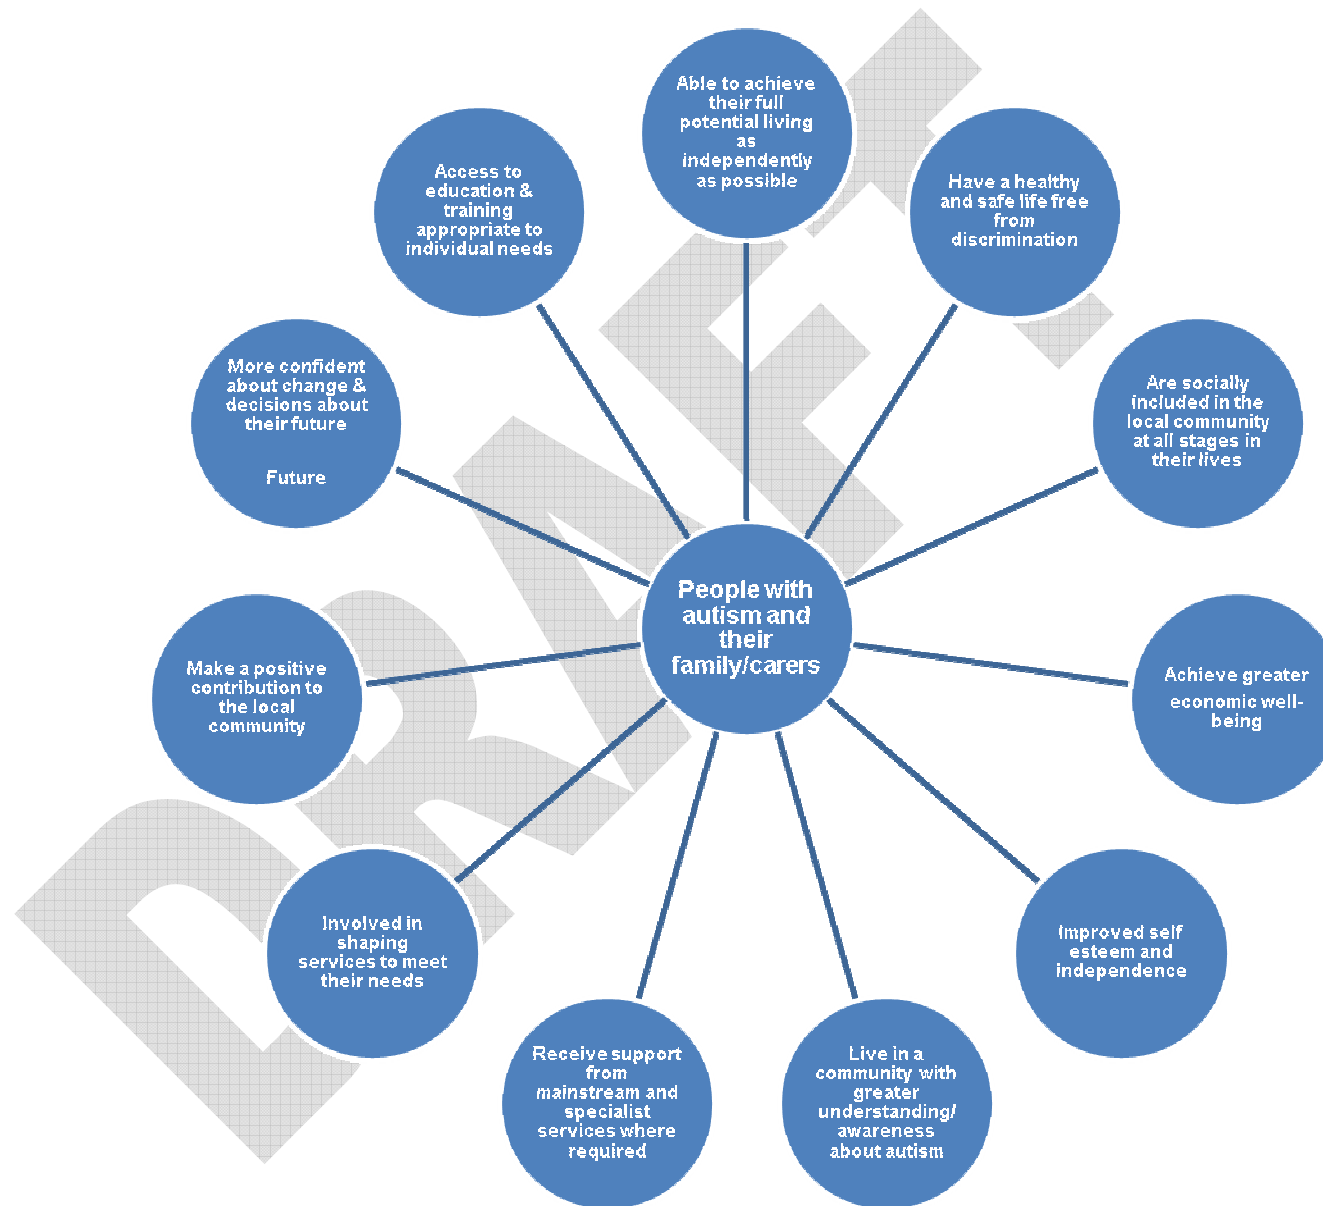 Able to achieve
their full
potential living
as
independently
as possible
Have a healthy
and safe life free
from
discrimination
Are socially
included in the
local community
at all stages in
their lives
Achieve greater
economic well-
being
Improved self
esteem and
independence
Live in a
community with
greater
understanding/
awareness
about autism
Receive support
from
mainstream and
specialist
services where
required
Involved in
shaping
services to meet
their needs
Make a positive
contribution to
the local
community
More confident
about change &
decisions about
their future
Future
Access to
education &
training
appropriate to
individual needs
People with
autism and
their
family/carers
DRAFT